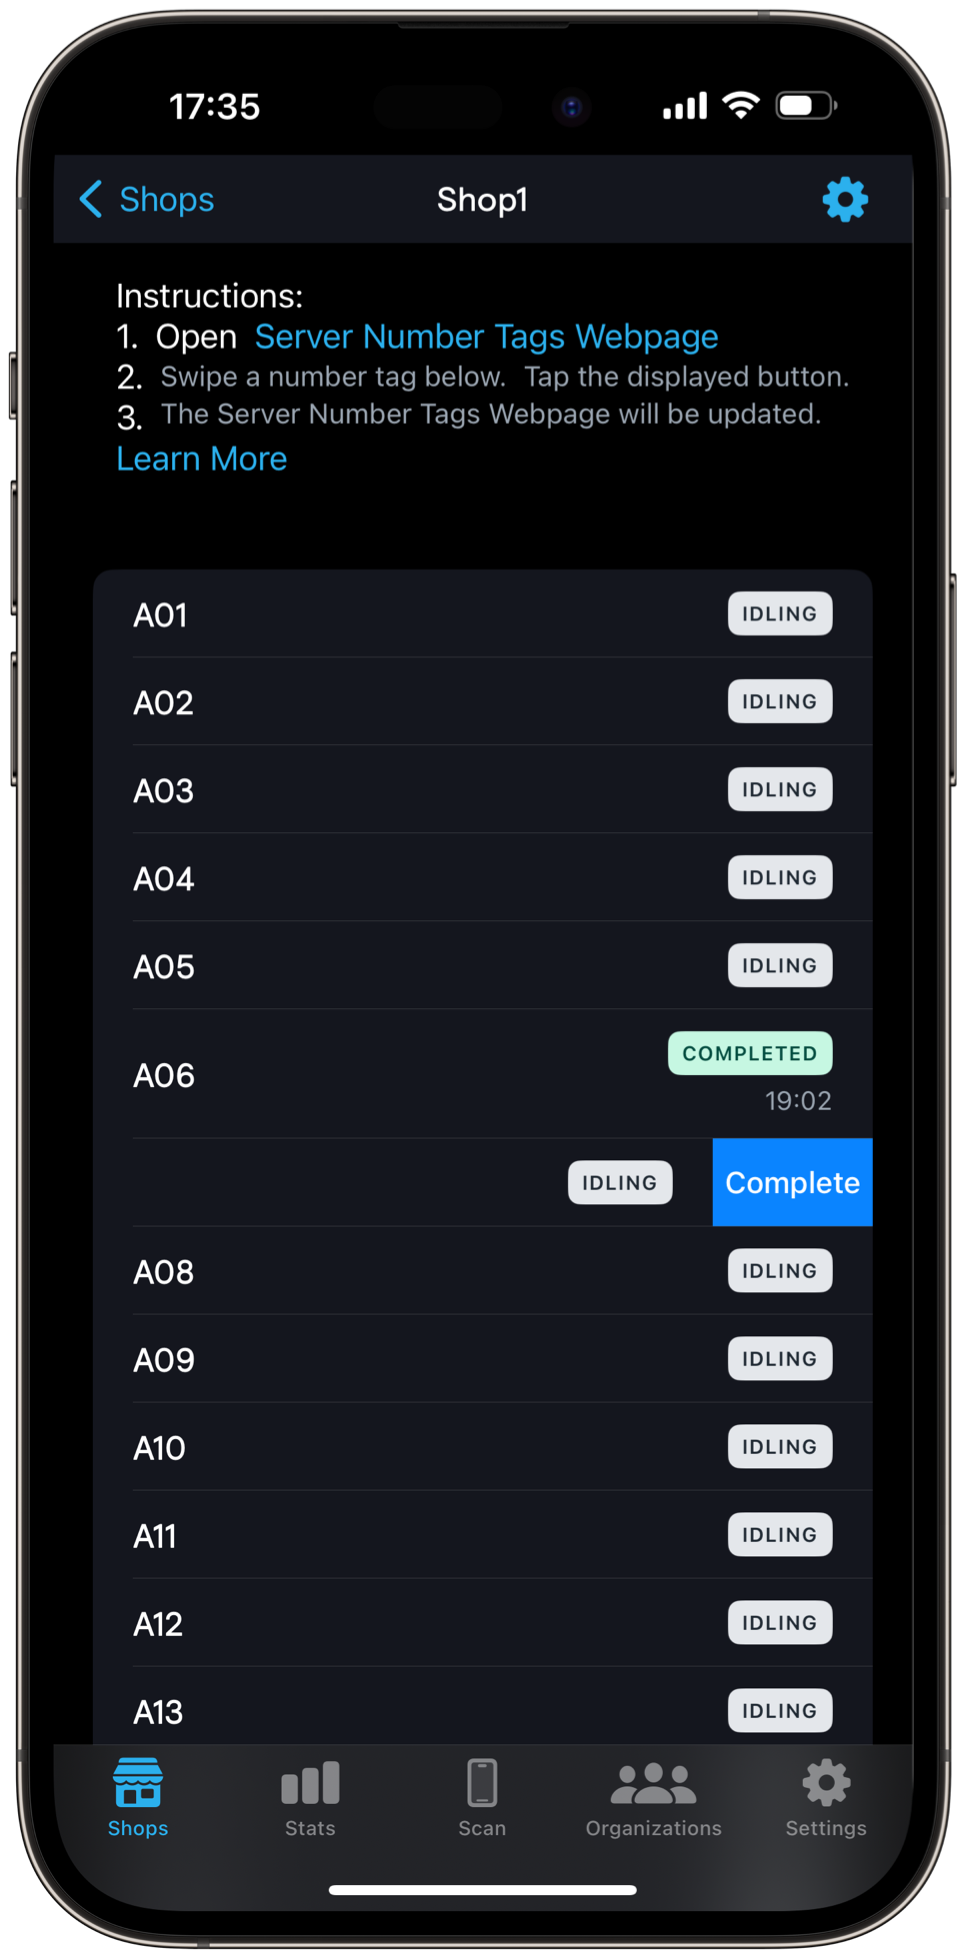 17:35
Shops Shop1
Instructions:
1. Open Server Number Tags Webpage
2. Swipe a number tag below. Tap the displayed button.
3. The Server Number Tags Webpage will be updated.
Learn More
A01 IDLING
A02 IDLING
A03 IDLING
A04 IDLING
A05 IDLING
A06 COMPLETED
19:02
IDLING Complete
A08 IDLING
A09 IDLING
A10 IDLING
A11 IDLING
A12 IDLING
A13 IDLING
Shops Stats Scan Organizations Settings